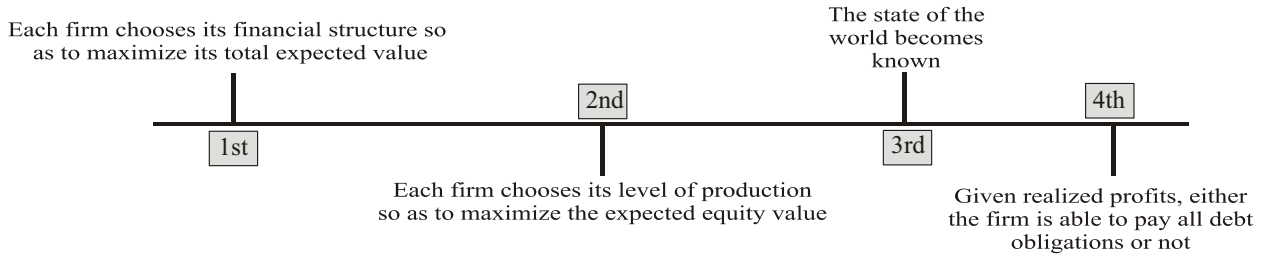 Each firm chooses its financial structure so
as to maximize its total expected value
1st
2nd
Each firm chooses its level of production
so as to maximize the expected equity value
The state of the
world becomes
known
3rd
4th
Given realized profits, either
the firm is able to pay all debt
obligations or not